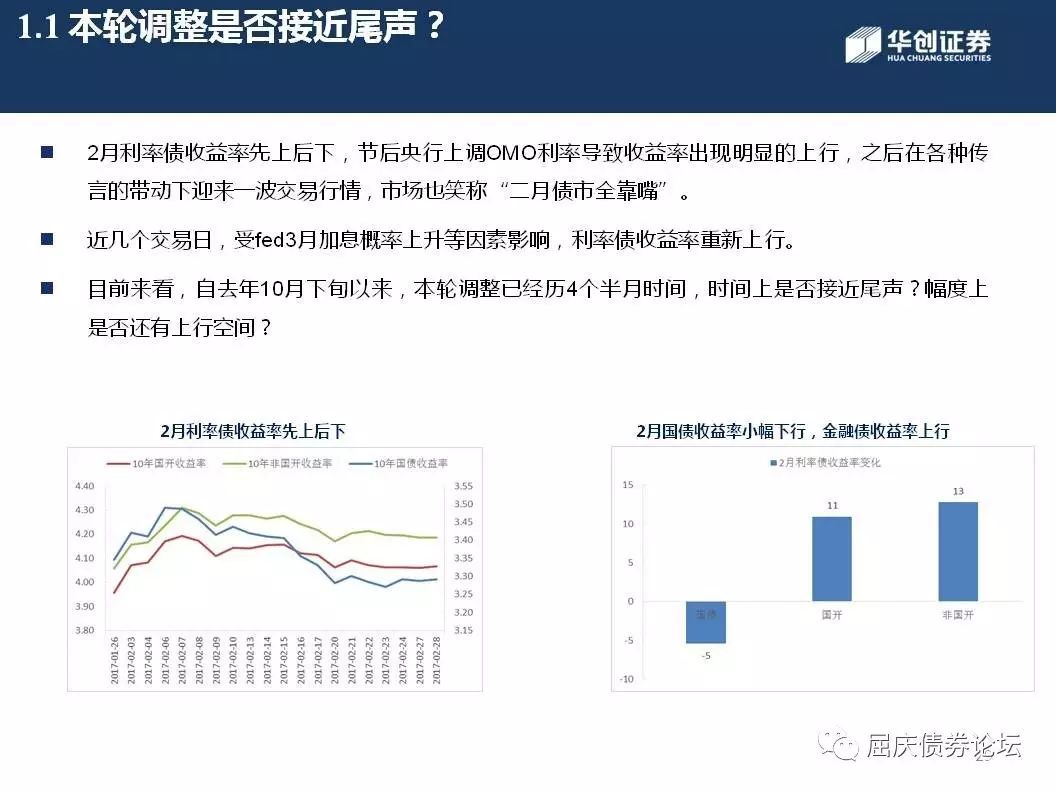 1.1 本轮调整是否接近尾声？
华创证券
HUA CHUANG SECURITIES
2月利率债收益率先上后下，节后央行上调OMO利率导致收益率出现明显的上行，之后在各种传
言的带动下迎来一波交易行情，市场也笑称“二月债市全靠嘴”。
近几个交易日，受fed3月加息概率上升等因素影响，利率债收益率重新上行。
目前来看，自去年10月下旬以来，本轮调整已经历4个半月时间，时间上是否接近尾声？幅度上
是否还有上行空间？
2月利率债收益率先上后下
10年国开收益率 10年非国开收益率 10年国债收益率
4.40
4.30
4.20
4.10
4.00
3.90
3.80
3.55
3.50
3.45
3.40
3.35
3.30
3.25
3.20
3.15
2017-01-26
2017-02-03
2017-02-04
2017-02-06
2017-02-07
2017-02-08
2017-02-09
2017-02-10
2017-02-13
2017-02-14
2017-02-15
2017-02-16
2017-02-17
2017-02-20
2017-02-21
2017-02-22
2017-02-23
2017-02-24
2017-02-27
2017-02-28
2月国债收益率小幅下行，金融债收益率上行
2月利率债收益率变化
15
10
5
0
-5
-10
-5
11
13
国债
国开
非国开
屈庆债券论坛